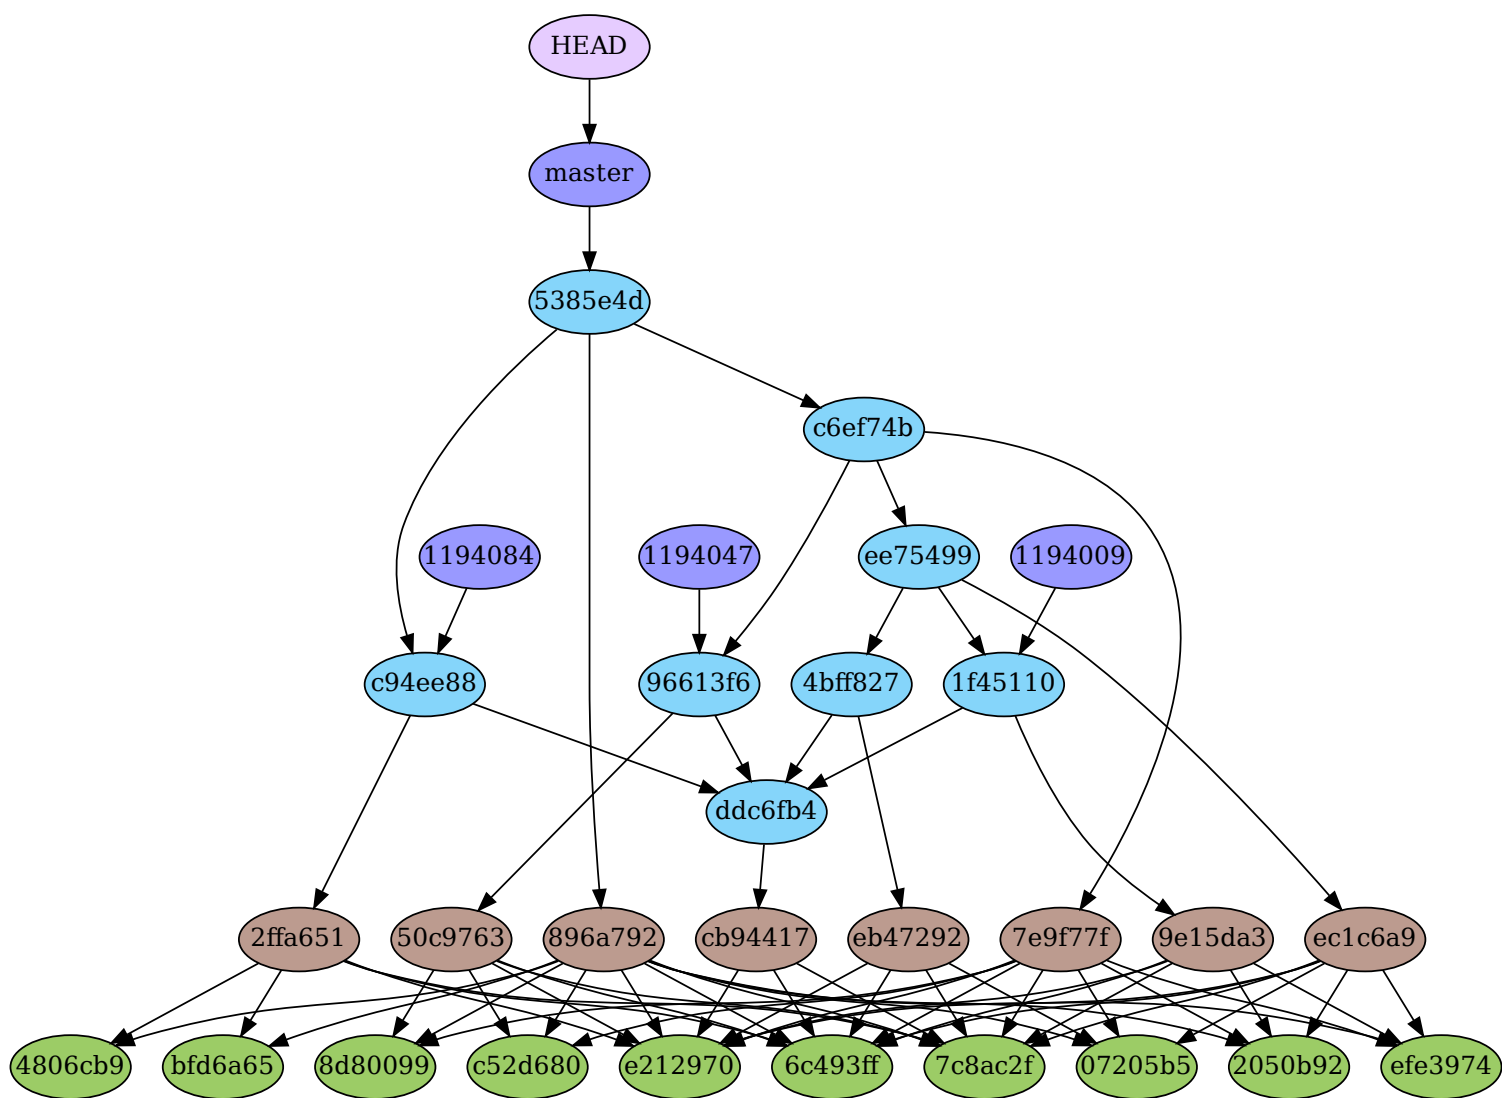 HEAD
master
5385e4d
c6ef74b
1194084
1194047
ee75499
1194009
c94ee88
96613f6
4bff827
1f45110
ddc6fb4
2ffa651
50c9763
896a792
cb94417
eb47292
7e9f77f
9e15da3
ec1c6a9
4806cb9
bfd6a65
8d80099
c52d680
e212970
6c493ff
7c8ac2f
07205b5
2050b92
efe3974